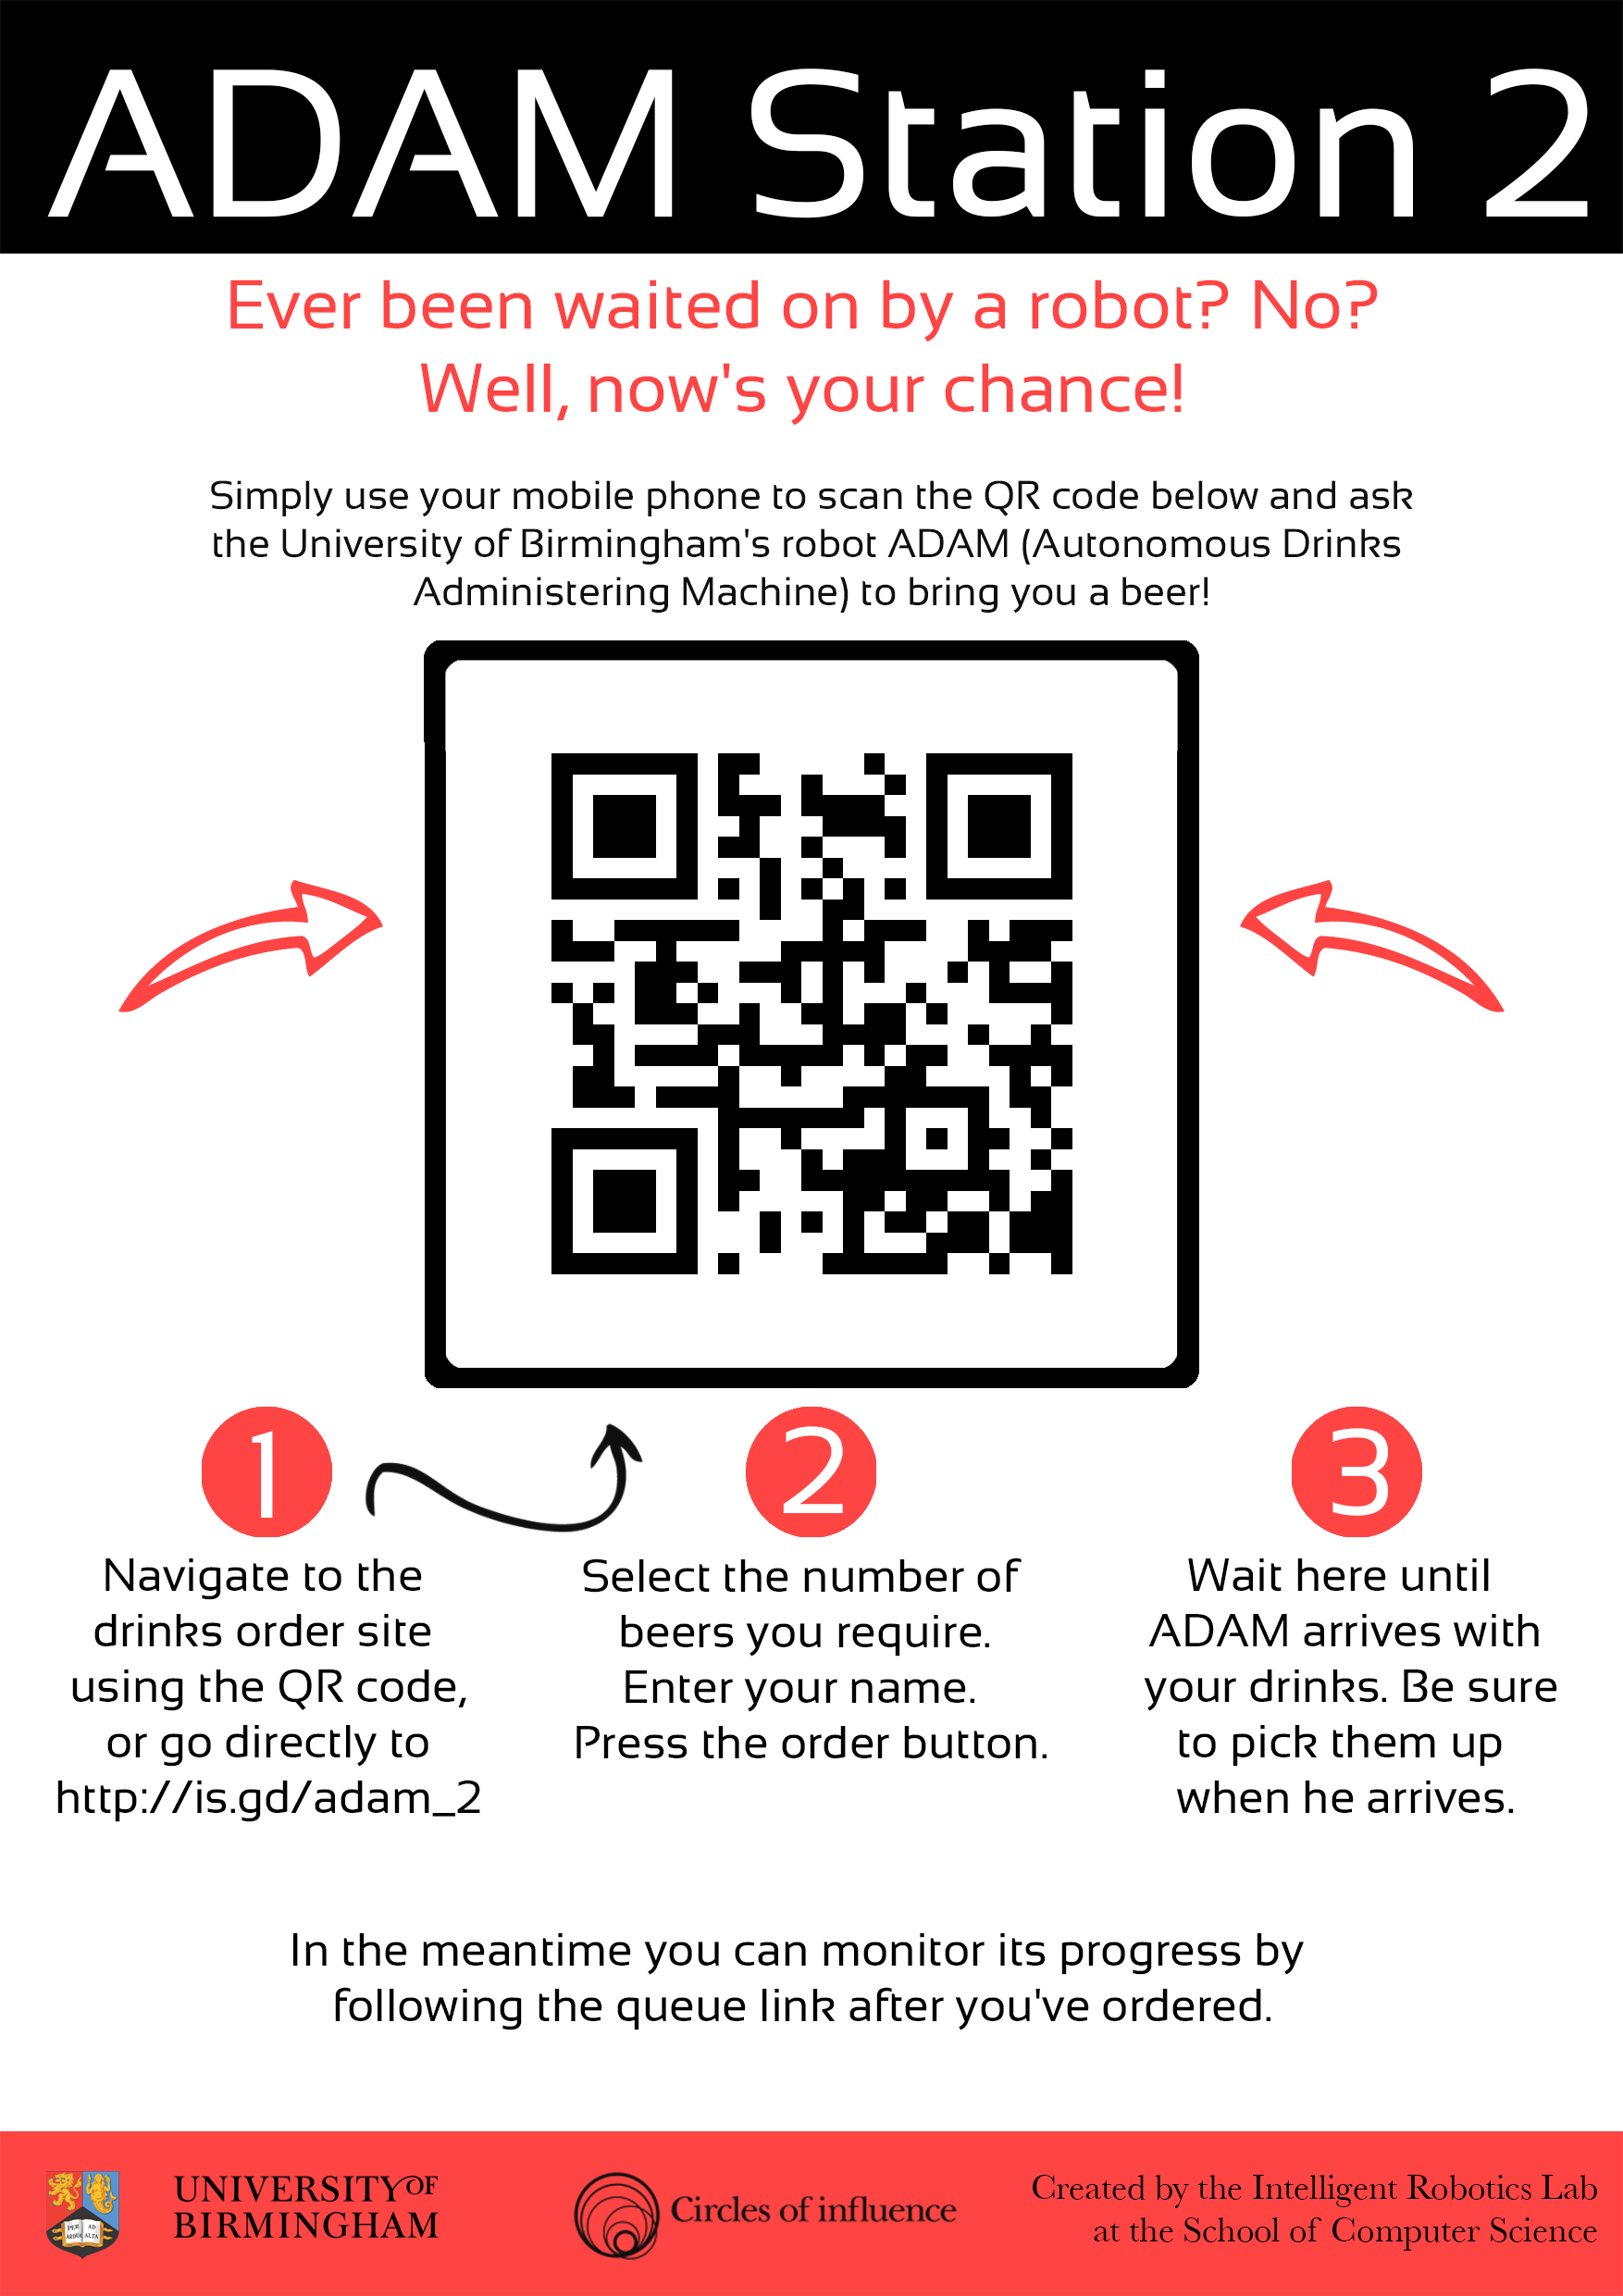 ADAM Station 2
Ever been waited on by a robot? No?
Well, now's your chance!
Simply use your mobile phone to scan the QR code below and ask
the University of Birmingham's robot ADAM (Autonomous Drinks
Administering Machine) to bring you a beer!
1
Navigate to the
drinks order site
using the QR code,
or go directly to
http://is.gd/adam_2
2
Select the number of
beers you require.
Enter your name.
Press the order button.
3
Wait here until
ADAM arrives with
your drinks. Be sure
to pick them up
when he arrives.
In the meantime you can monitor its progress by
following the queue link after you've ordered.
PER AD
ARDUA ALTA
UNIVERSITY OF
BIRMINGHAM
Circles of influence
Created by the Intelligent Robotics Lab
at the School of Computer Science